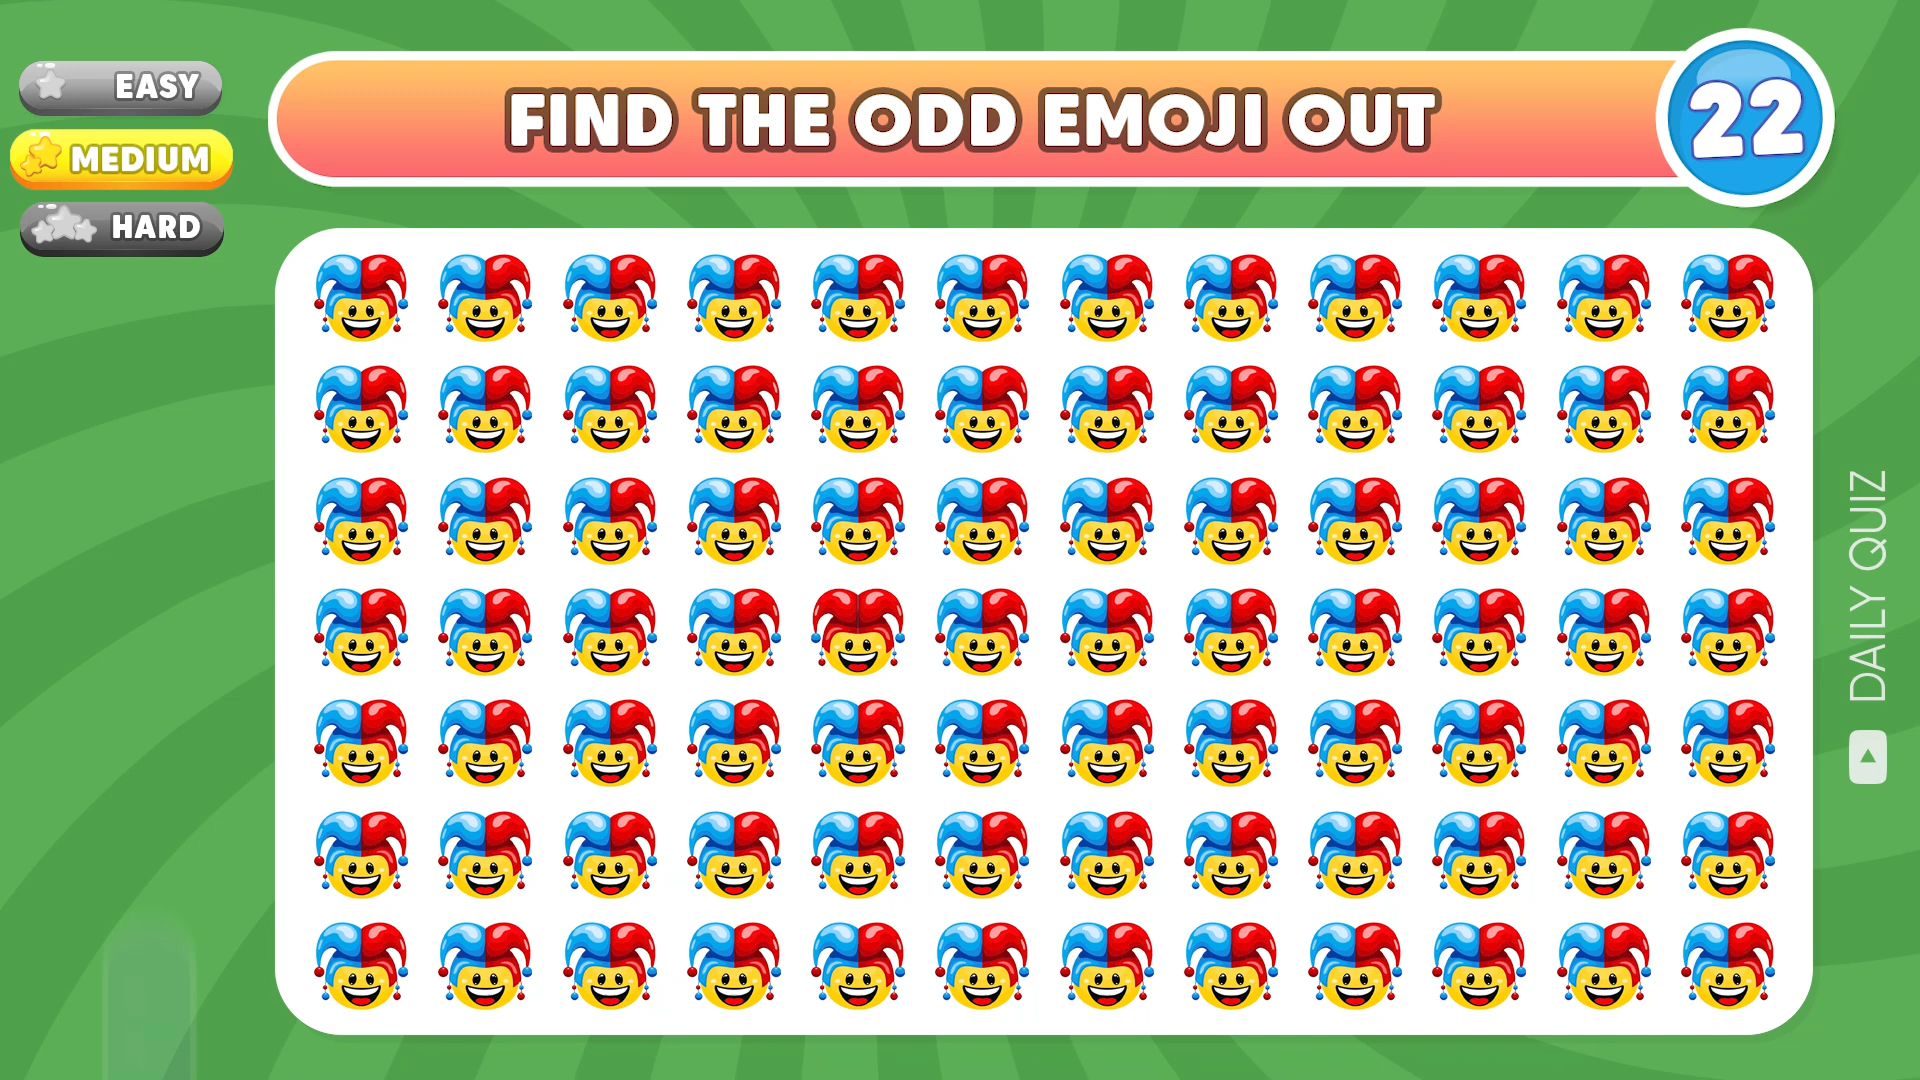 EASY
MEDIUM
HARD
FIND THE ODD EMOJI OUT
22
DAILY QUIZ